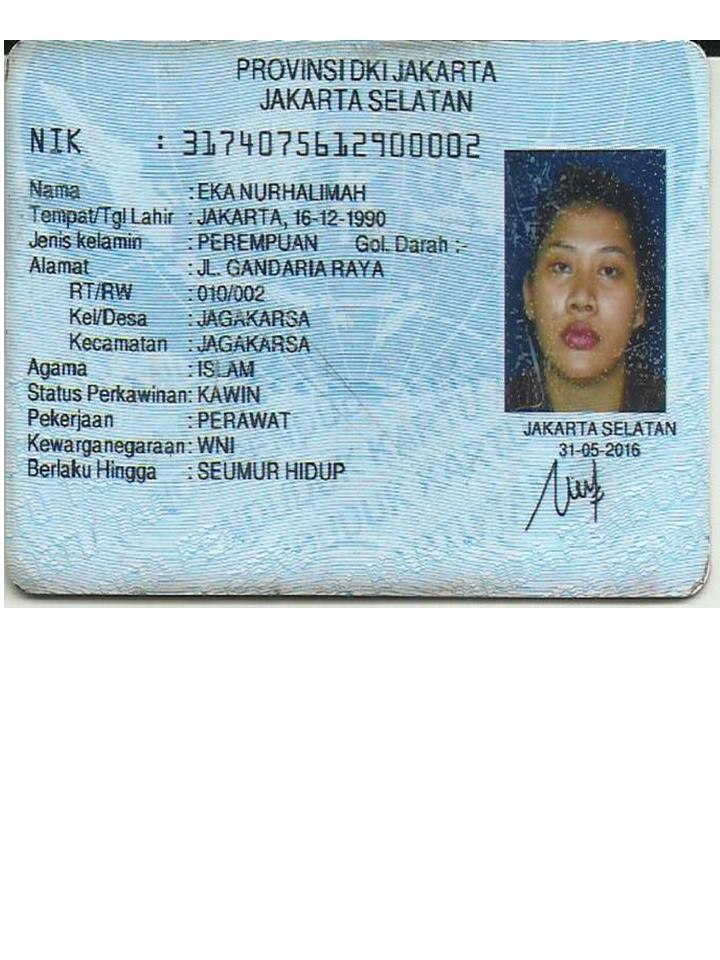 PROVINSI DKI JAKARTA
JAKARTA SELATAN
NIK : 3174075612900002
Nama : EKA NURHALIMAH
Tempat/Tgl Lahir : JAKARTA, 16-12-1990
Jenis kelamin : PEREMPUAN Gol. Darah :-
Alamat : JL. GANDARIA RAYA
RT/RW : 010/002
Kel/Desa : JAGAKARSA
Kecamatan : JAGAKARSA
Agama : ISLAM
Status Perkawinan: KAWIN
Pekerjaan : PERAWAT
Kewarganegaraan: WNI
Berlaku Hingga : SEUMUR HIDUP
JAKARTA SELATAN
31-05-2016